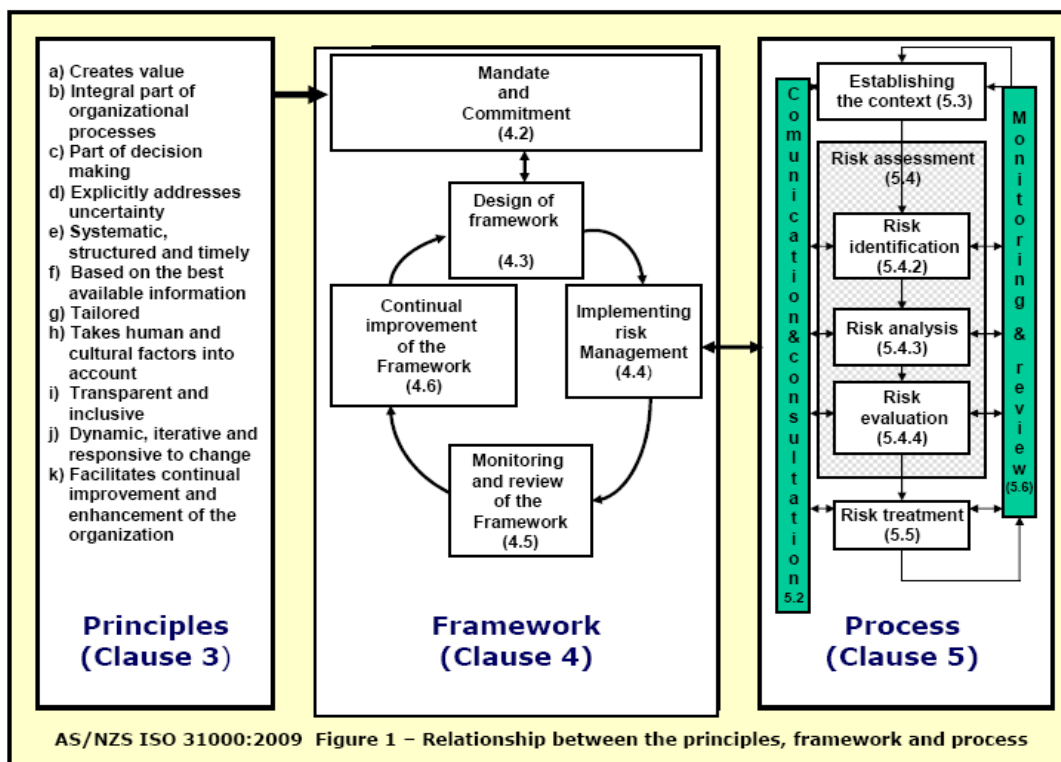 a) Creates value
b) Integral part of
organizational
processes
c) Part of decision
making
d) Explicitly addresses
uncertainty
e) Systematic,
structured and timely
f) Based on the best
available information
g) Tailored
h) Takes human and
cultural factors into
account
i) Transparent and
inclusive
j) Dynamic, iterative and
responsive to change
k) Facilitates continual
improvement and
enhancement of the
organization
Principles
(Clause 3)
Mandate
and
Commitment
(4.2)
Design of
framework
(4.3)
Implementing
risk
Management
(4.4)
Continual
improvement
of the
Framework
(4.6)
Monitoring
and review
of the
Framework
(4.5)
Framework
(Clause 4)
Comunication&consultation 5.2
Establishing
the context (5.3)
Risk assessment
(5.4)
Risk
identification
(5.4.2)
Risk analysis
(5.4.3)
Risk
evaluation
(5.4.4)
Risk treatment
(5.5)
Monitoring & review (5.6)
Process
(Clause 5)
AS/NZS ISO 31000:2009 Figure 1 – Relationship between the principles, framework and process